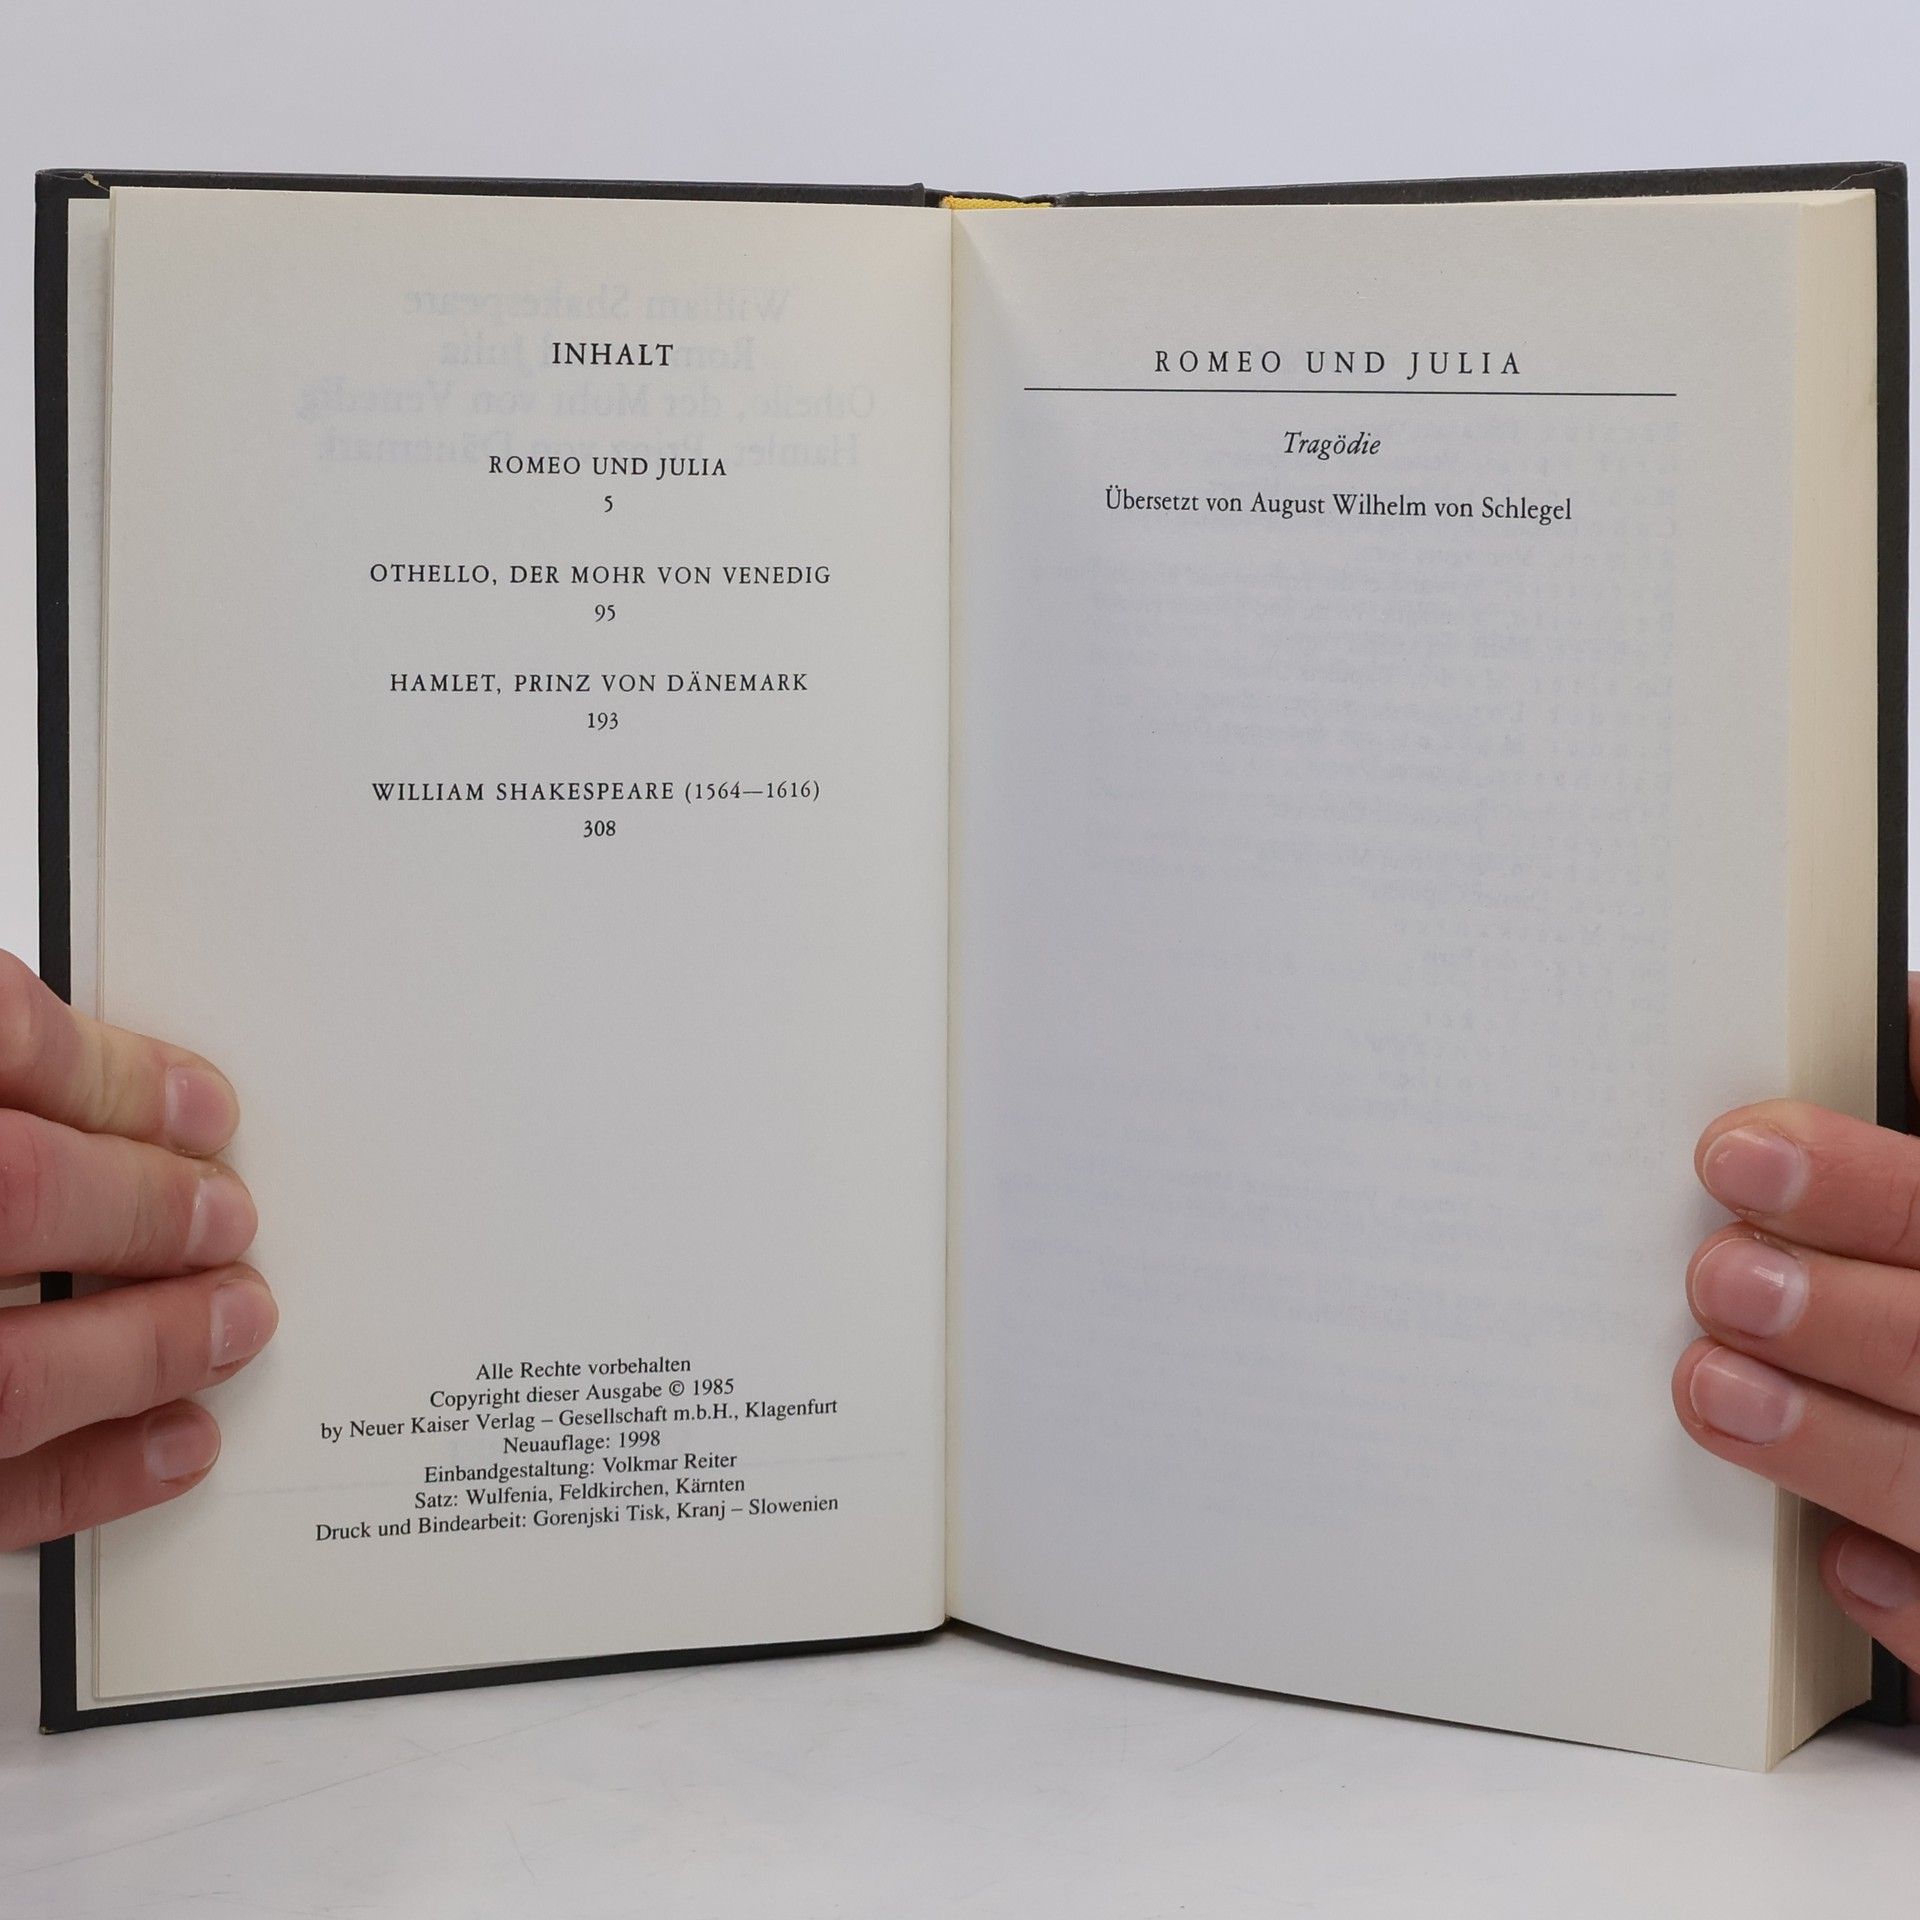 INHALT
ROMEO UND JULIA
5
OTHELLO, DER MOHR VON VENEDIG
95
HAMLET, PRINZ VON DÄNEMARK
193
WILLIAM SHAKESPEARE (1564—1616)
308
Alle Rechte vorbehalten
Copyright dieser Ausgabe © 1985
by Neuer Kaiser Verlag – Gesellschaft m.b.H., Klagenfurt
Neuauflage: 1998
Einbandgestaltung: Volkmar Reiter
Satz: Wulfenia, Feldkirchen, Kärnten
Druck und Bindearbeit: Gorenjski Tisk, Kranj – Slowenien
ROMEO UND JULIA
Tragödie
Übersetzt von August Wilhelm von Schlegel